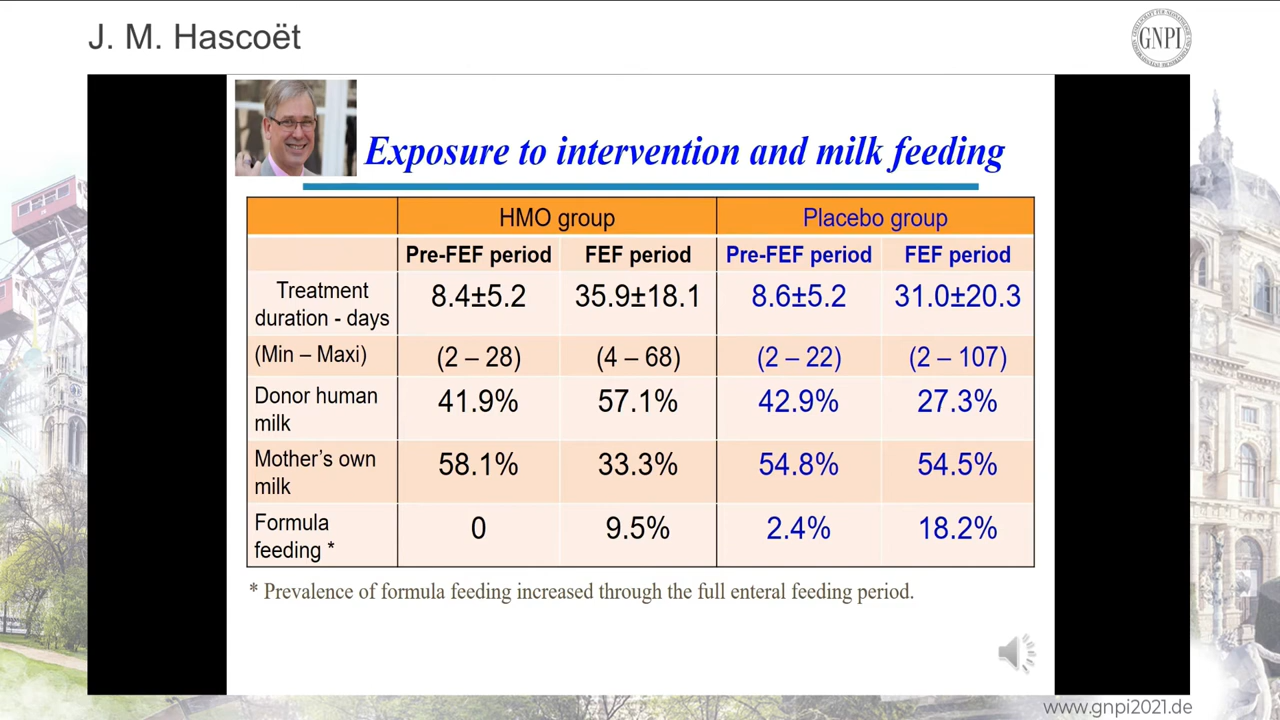 J. M. Hascoët
GNPI
Exposure to intervention and milk feeding
HMO group Placebo group
Pre-FEF period FEF period Pre-FEF period FEF period
Treatment
duration - days 8.4±5.2 35.9±18.1 8.6±5.2 31.0±20.3
(Min – Maxi) (2 – 28) (4 – 68) (2 – 22) (2 – 107)
Donor human
milk 41.9% 57.1% 42.9% 27.3%
Mother’s own
milk 58.1% 33.3% 54.8% 54.5%
Formula
feeding * 0 9.5% 2.4% 18.2%
* Prevalence of formula feeding increased through the full enteral feeding period.
www.gnpi2021.de